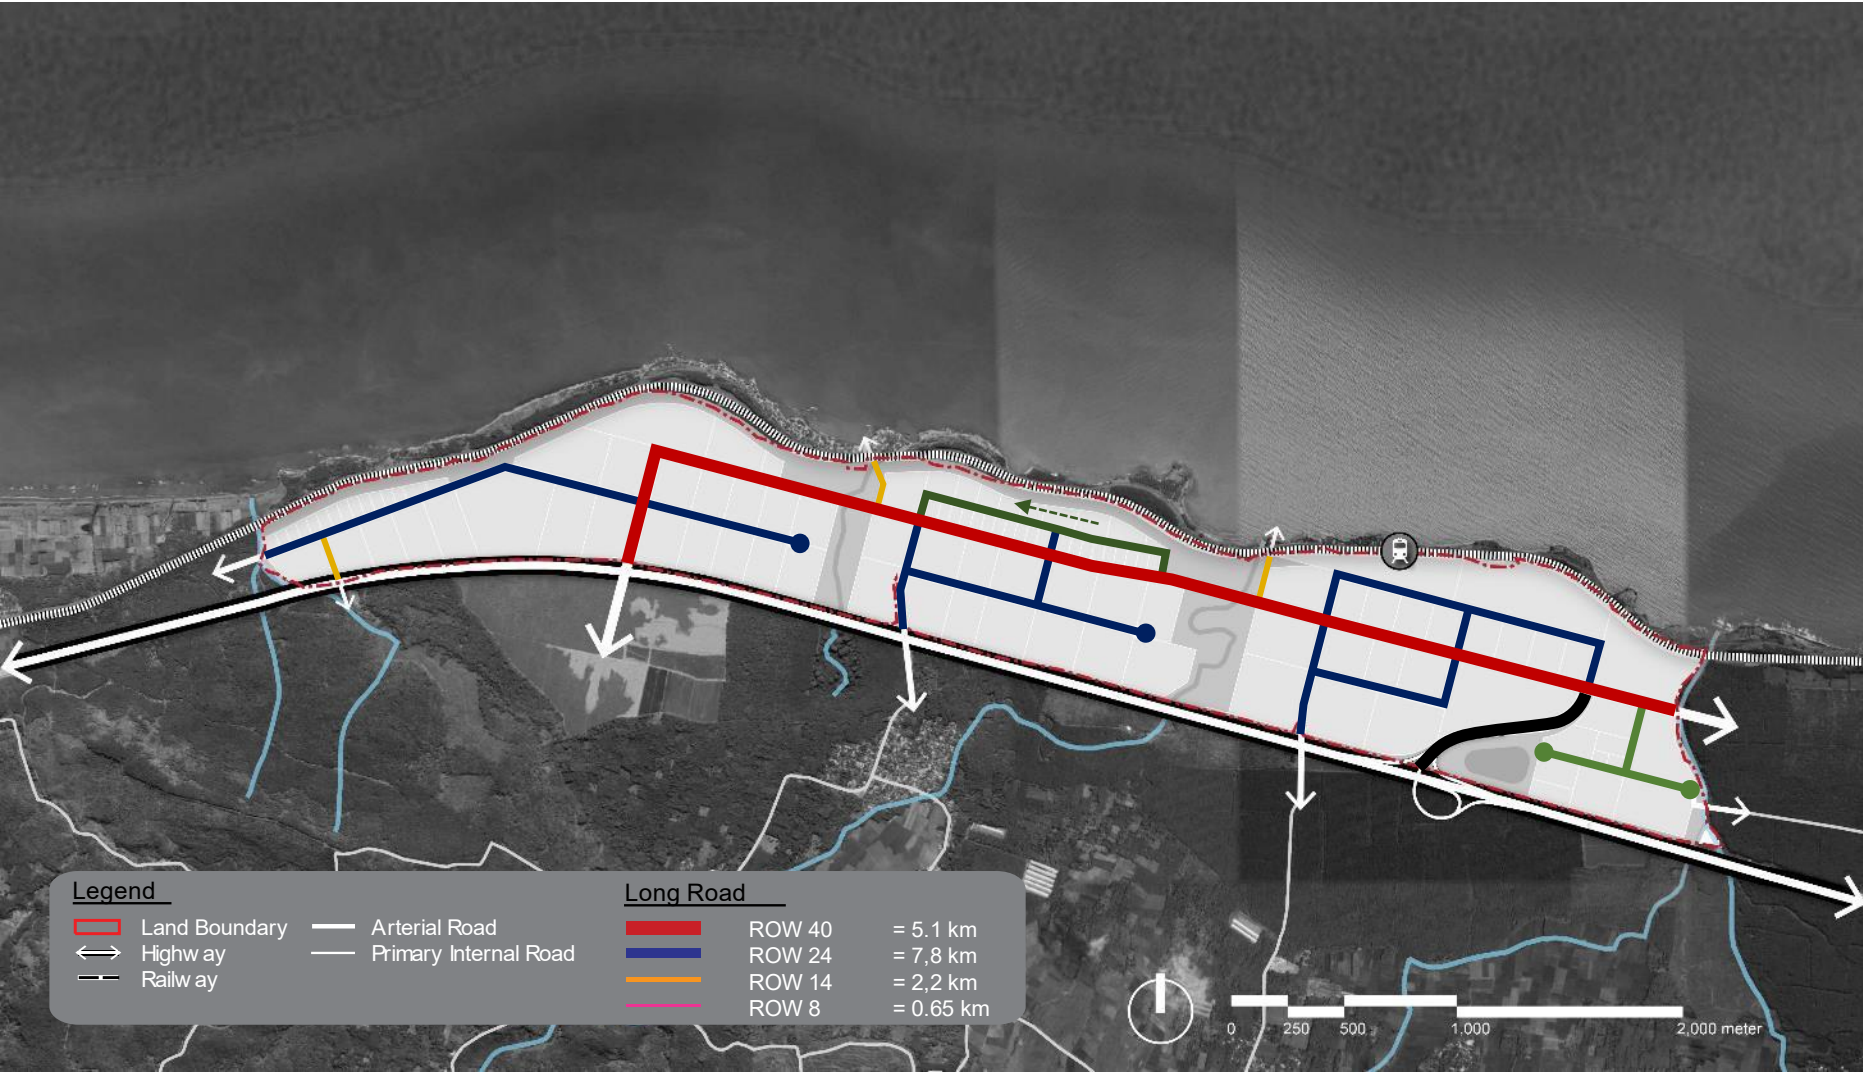 Legend
Land Boundary
Highw ay
Railw ay
Arterial Road
Primary Internal Road
Long Road
ROW 40 = 5.1 km
ROW 24 = 7,8 km
ROW 14 = 2,2 km
ROW 8 = 0.65 km
0 250 500 1,000 2,000 meter